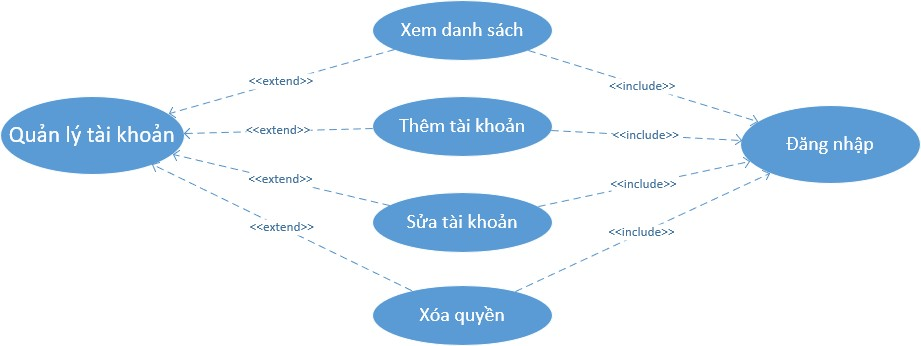 Xem danh sách
<<extend>>
<<include>>
Quản lý tài khoản
<<extend>>
Thêm tài khoản
<<include>>
Đăng nhập
<<extend>>
Sửa tài khoản
<<include>>
<<extend>>
<<include>>
Xóa quyền